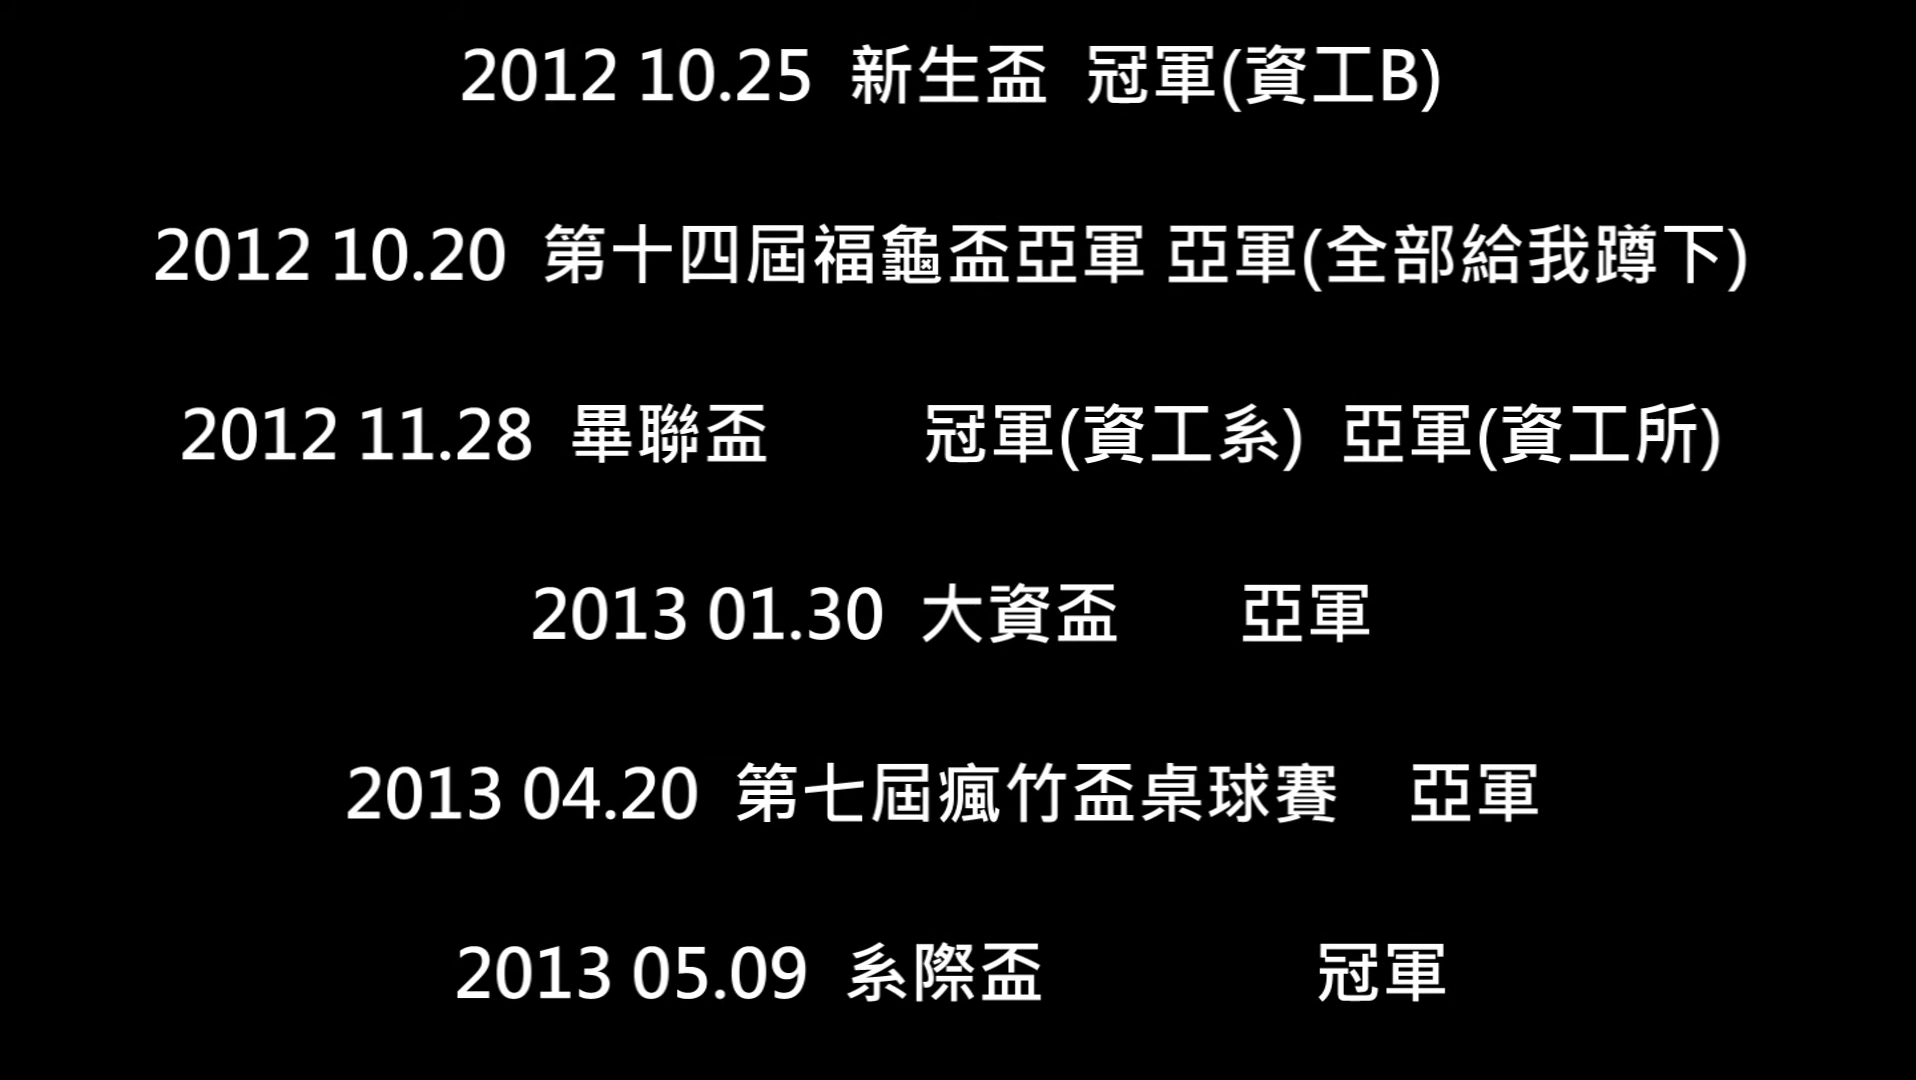 2012 10.25 新生盃 冠軍(資工B)
2012 10.20 第十四屆福龜盃亞軍 亞軍(全部給我蹲下)
2012 11.28 畢聯盃 冠軍(資工系) 亞軍(資工所)
2013 01.30 大資盃 亞軍
2013 04.20 第七屆瘋竹盃桌球賽 亞軍
2013 05.09 系際盃 冠軍